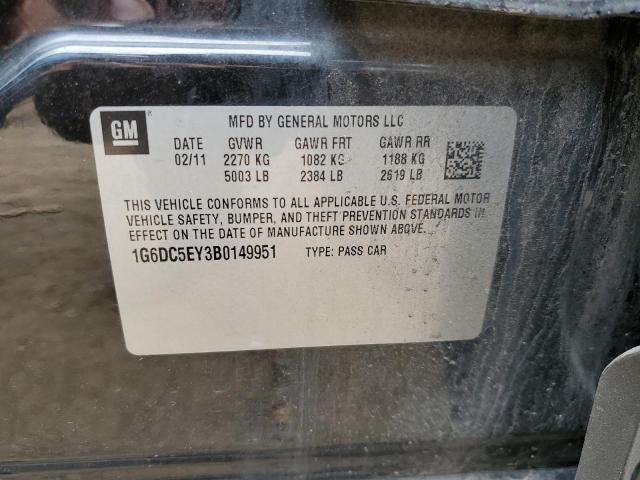 GM ®
MFD BY GENERAL MOTORS LLC
DATE GVWR GAWR FRT GAWR RR
02/11 2270 KG 1082 KG 1188 KG
5003 LB 2384 LB 2619 LB
THIS VEHICLE CONFORMS TO ALL APPLICABLE U.S. FEDERAL MOTOR
VEHICLE SAFETY, BUMPER, AND THEFT PREVENTION STANDARDS IN
EFFECT ON THE DATE OF MANUFACTURE SHOWN ABOVE.
1G6DC5EY3B0149951 TYPE: PASS CAR